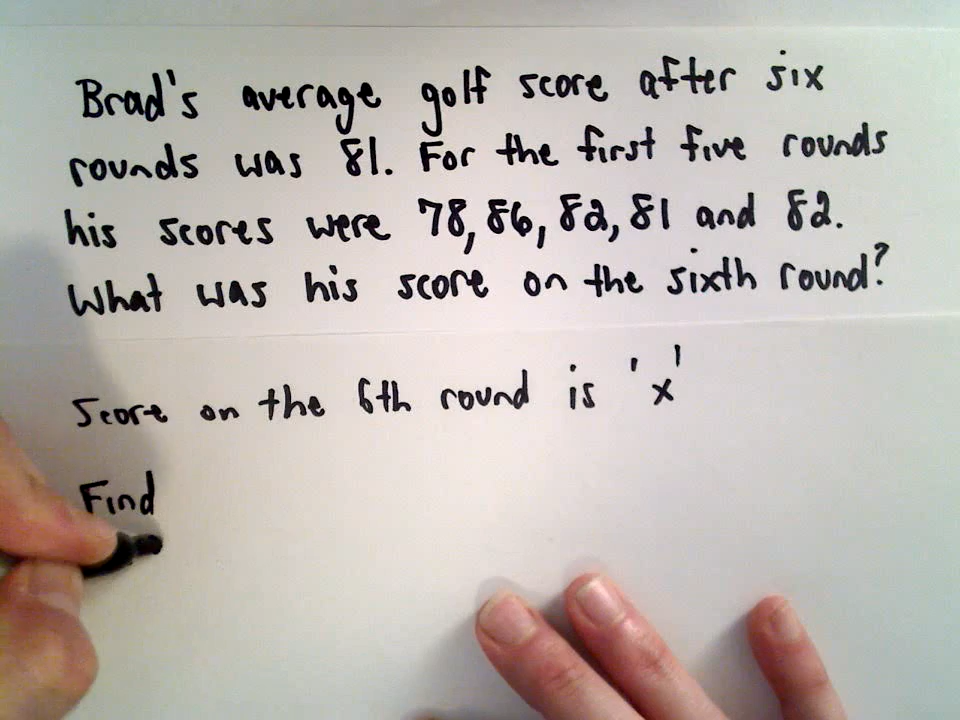 Brad's average golf score after six
rounds was 81. For the first five rounds
his scores were 78, 86, 82, 81 and 82.
What was his score on the sixth round?
Score on the 6th round is 'x'
Find